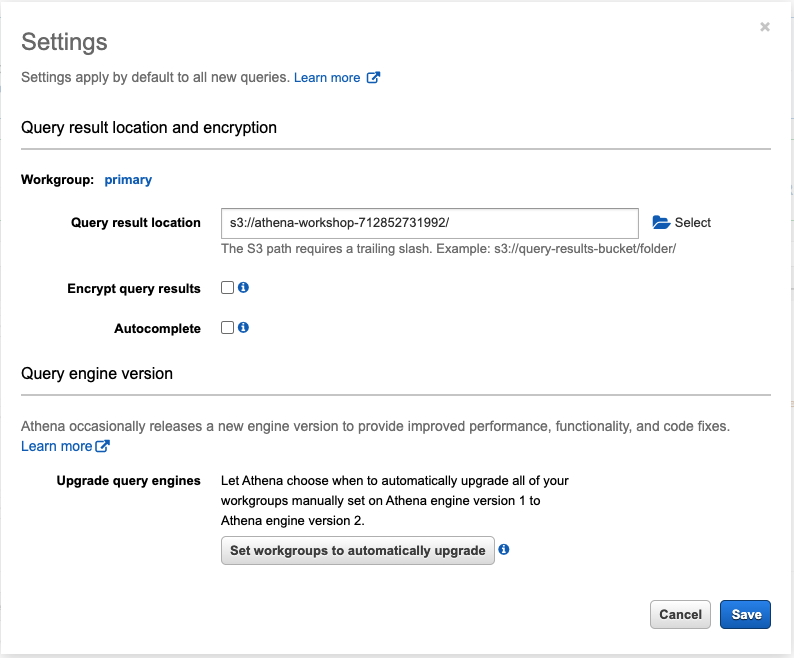 Settings
Settings apply by default to all new queries. Learn more
Query result location and encryption
Workgroup: primary
Query result location s3://athena-workshop-712852731992/ Select
The S3 path requires a trailing slash. Example: s3://query-results-bucket/folder/
Encrypt query results
Autocomplete
Query engine version
Athena occasionally releases a new engine version to provide improved performance, functionality, and code fixes.
Learn more
Upgrade query engines Let Athena choose when to automatically upgrade all of your
workgroups manually set on Athena engine version 1 to
Athena engine version 2.
Set workgroups to automatically upgrade
Cancel Save